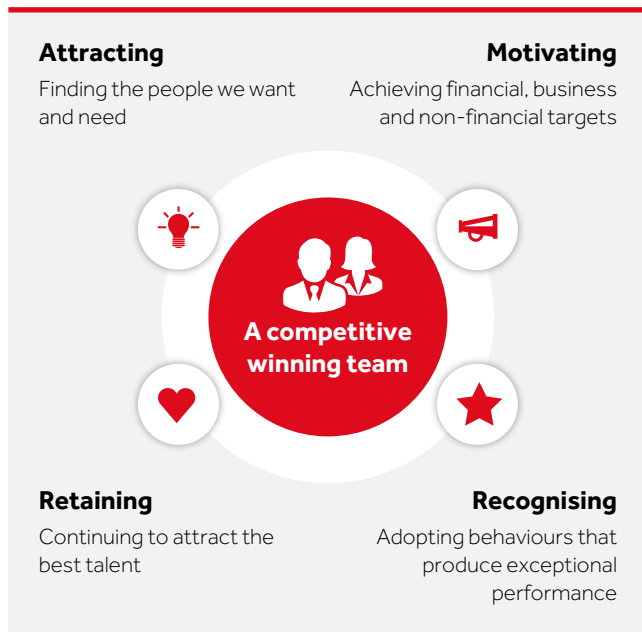 Attracting
Finding the people we want
and need
Motivating
Achieving financial, business
and non-financial targets
A competitive
winning team
Retaining
Continuing to attract the
best talent
Recognising
Adopting behaviours that
produce exceptional
performance